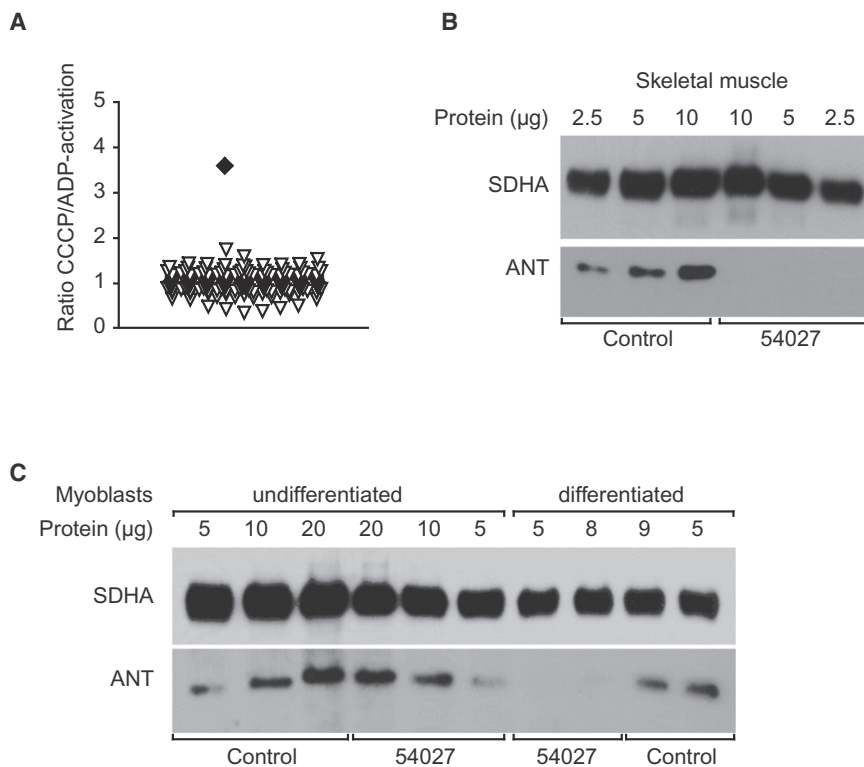 A
Ratio CCCP/ADP-activation
5
4
3
2
1
0
B
Skeletal muscle
Protein (µg) 2.5 5 10 10 5 2.5
SDHA
ANT
Control 54027
C
Myoblasts undifferentiated differentiated
Protein (µg) 5 10 20 20 10 5 5 8 9 5
SDHA
ANT
Control 54027 54027 Control